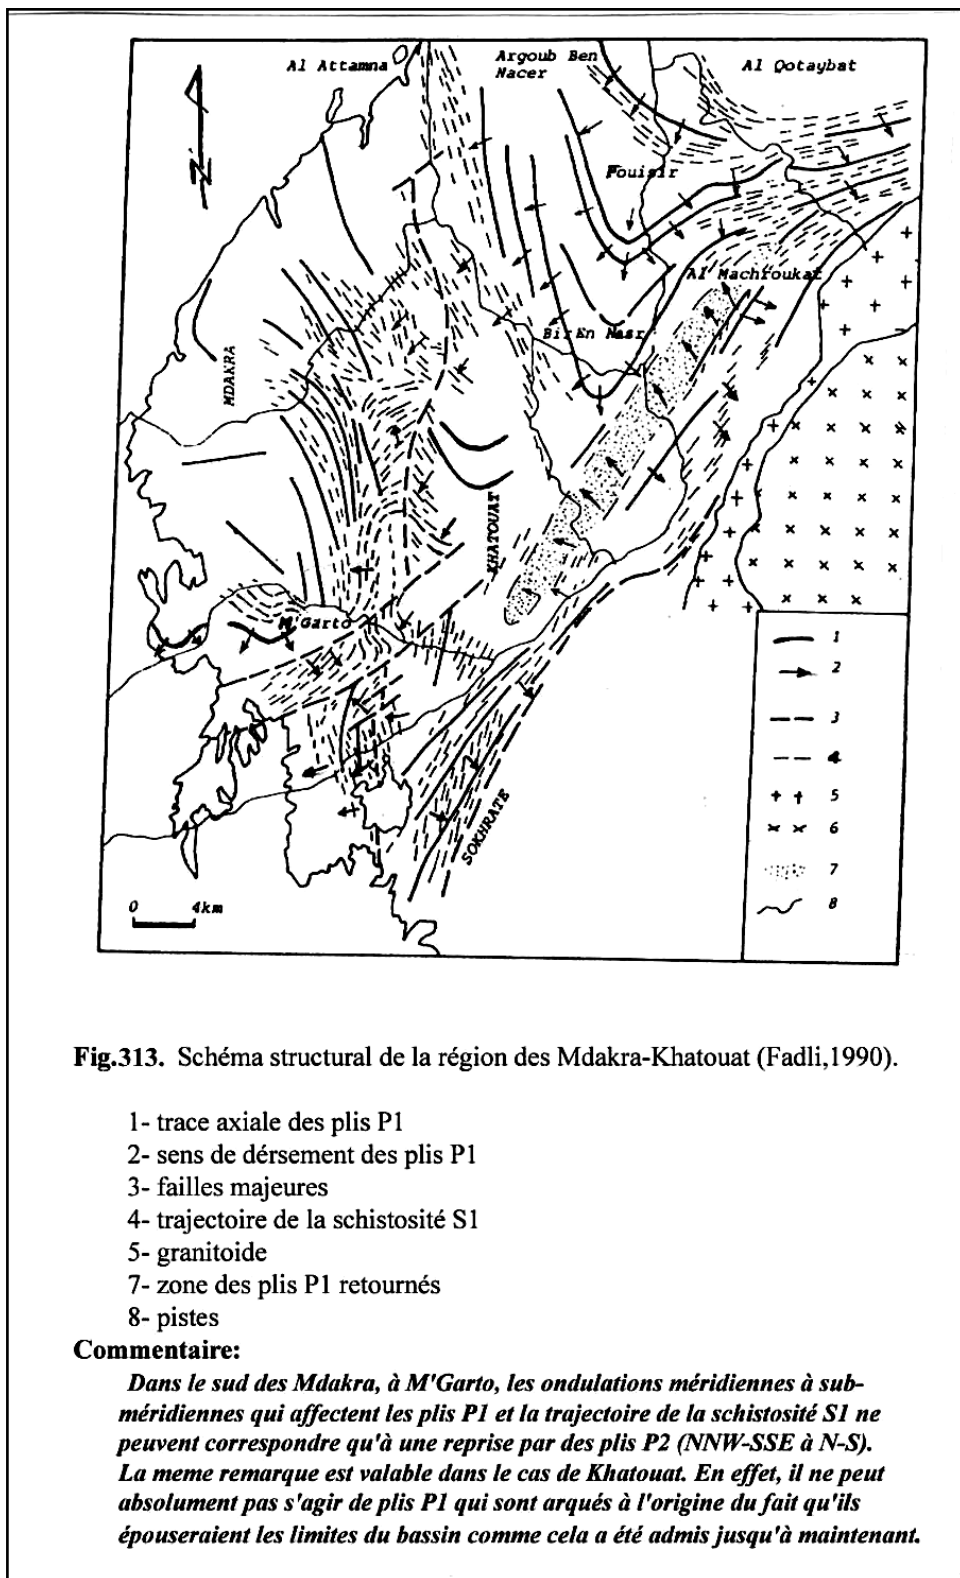 Al Attamna
Argoub Ben
Nacer
Al Qotaybat
Fouisir
Al Machroukat
Bir En Nasr
MDAKRA
KHATOUAT
M'Garto
SOKHRATE
N
0 4km
1
2
3
4
5
6
7
8
Fig.313. Schéma structural de la région des Mdakra-Khatouat (Fadli,1990).
1- trace axiale des plis P1
2- sens de dérsement des plis P1
3- failles majeures
4- trajectoire de la schistosité S1
5- granitoide
7- zone des plis P1 retournés
8- pistes
Commentaire:
Dans le sud des Mdakra, à M'Garto, les ondulations méridiennes à sub-
méridiennes qui affectent les plis P1 et la trajectoire de la schistosité S1 ne
peuvent correspondre qu'à une reprise par des plis P2 (NNW-SSE à N-S).
La meme remarque est valable dans le cas de Khatouat. En effet, il ne peut
absolument pas s'agir de plis P1 qui sont arqués à l'origine du fait qu'ils
épouseraient les limites du bassin comme cela a été admis jusqu'à maintenant.